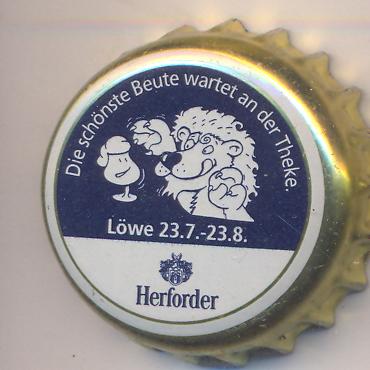 Die schönste Beute wartet an der Theke.
Löwe 23.7.-23.8.
Herforder